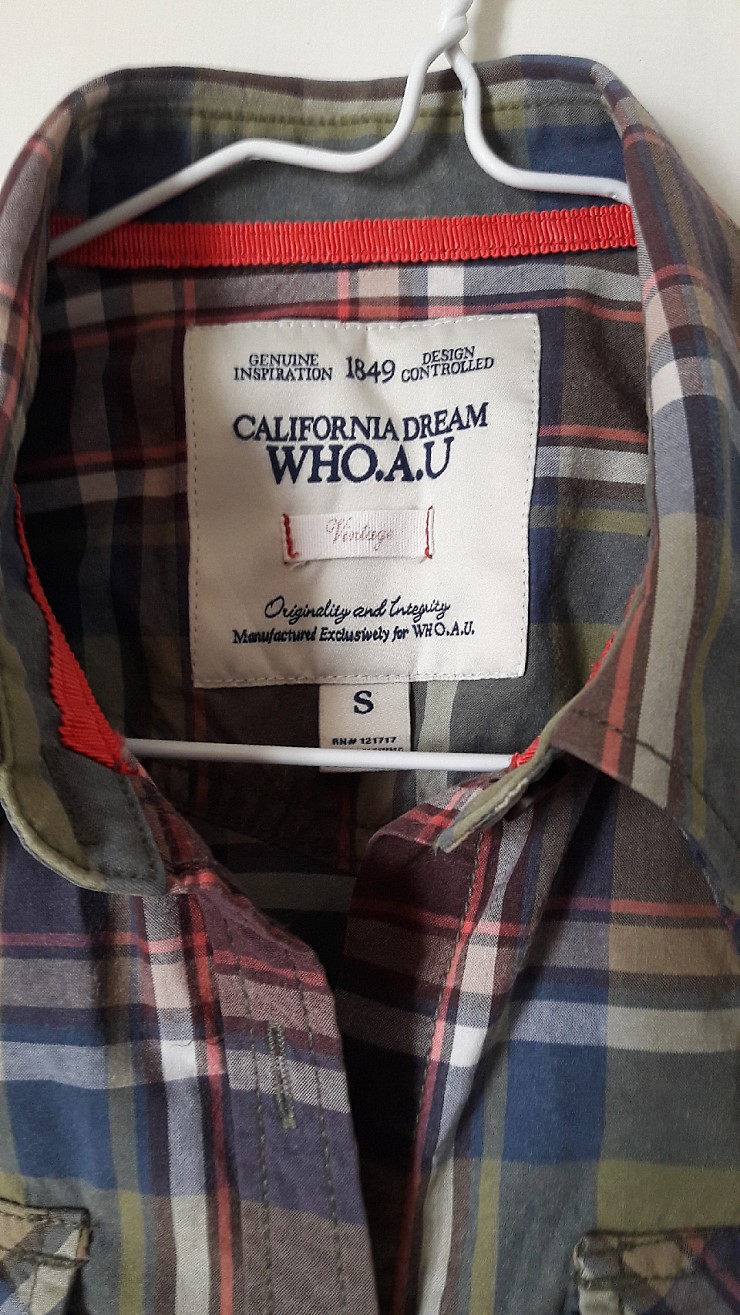 GENUINE INSPIRATION 1849 DESIGN CONTROLLED
CALIFORNIA DREAM
WHO.A.U
Vintage
Originality and Integrity
Manufactured Exclusively for WHO.A.U.
S
RN# 121717